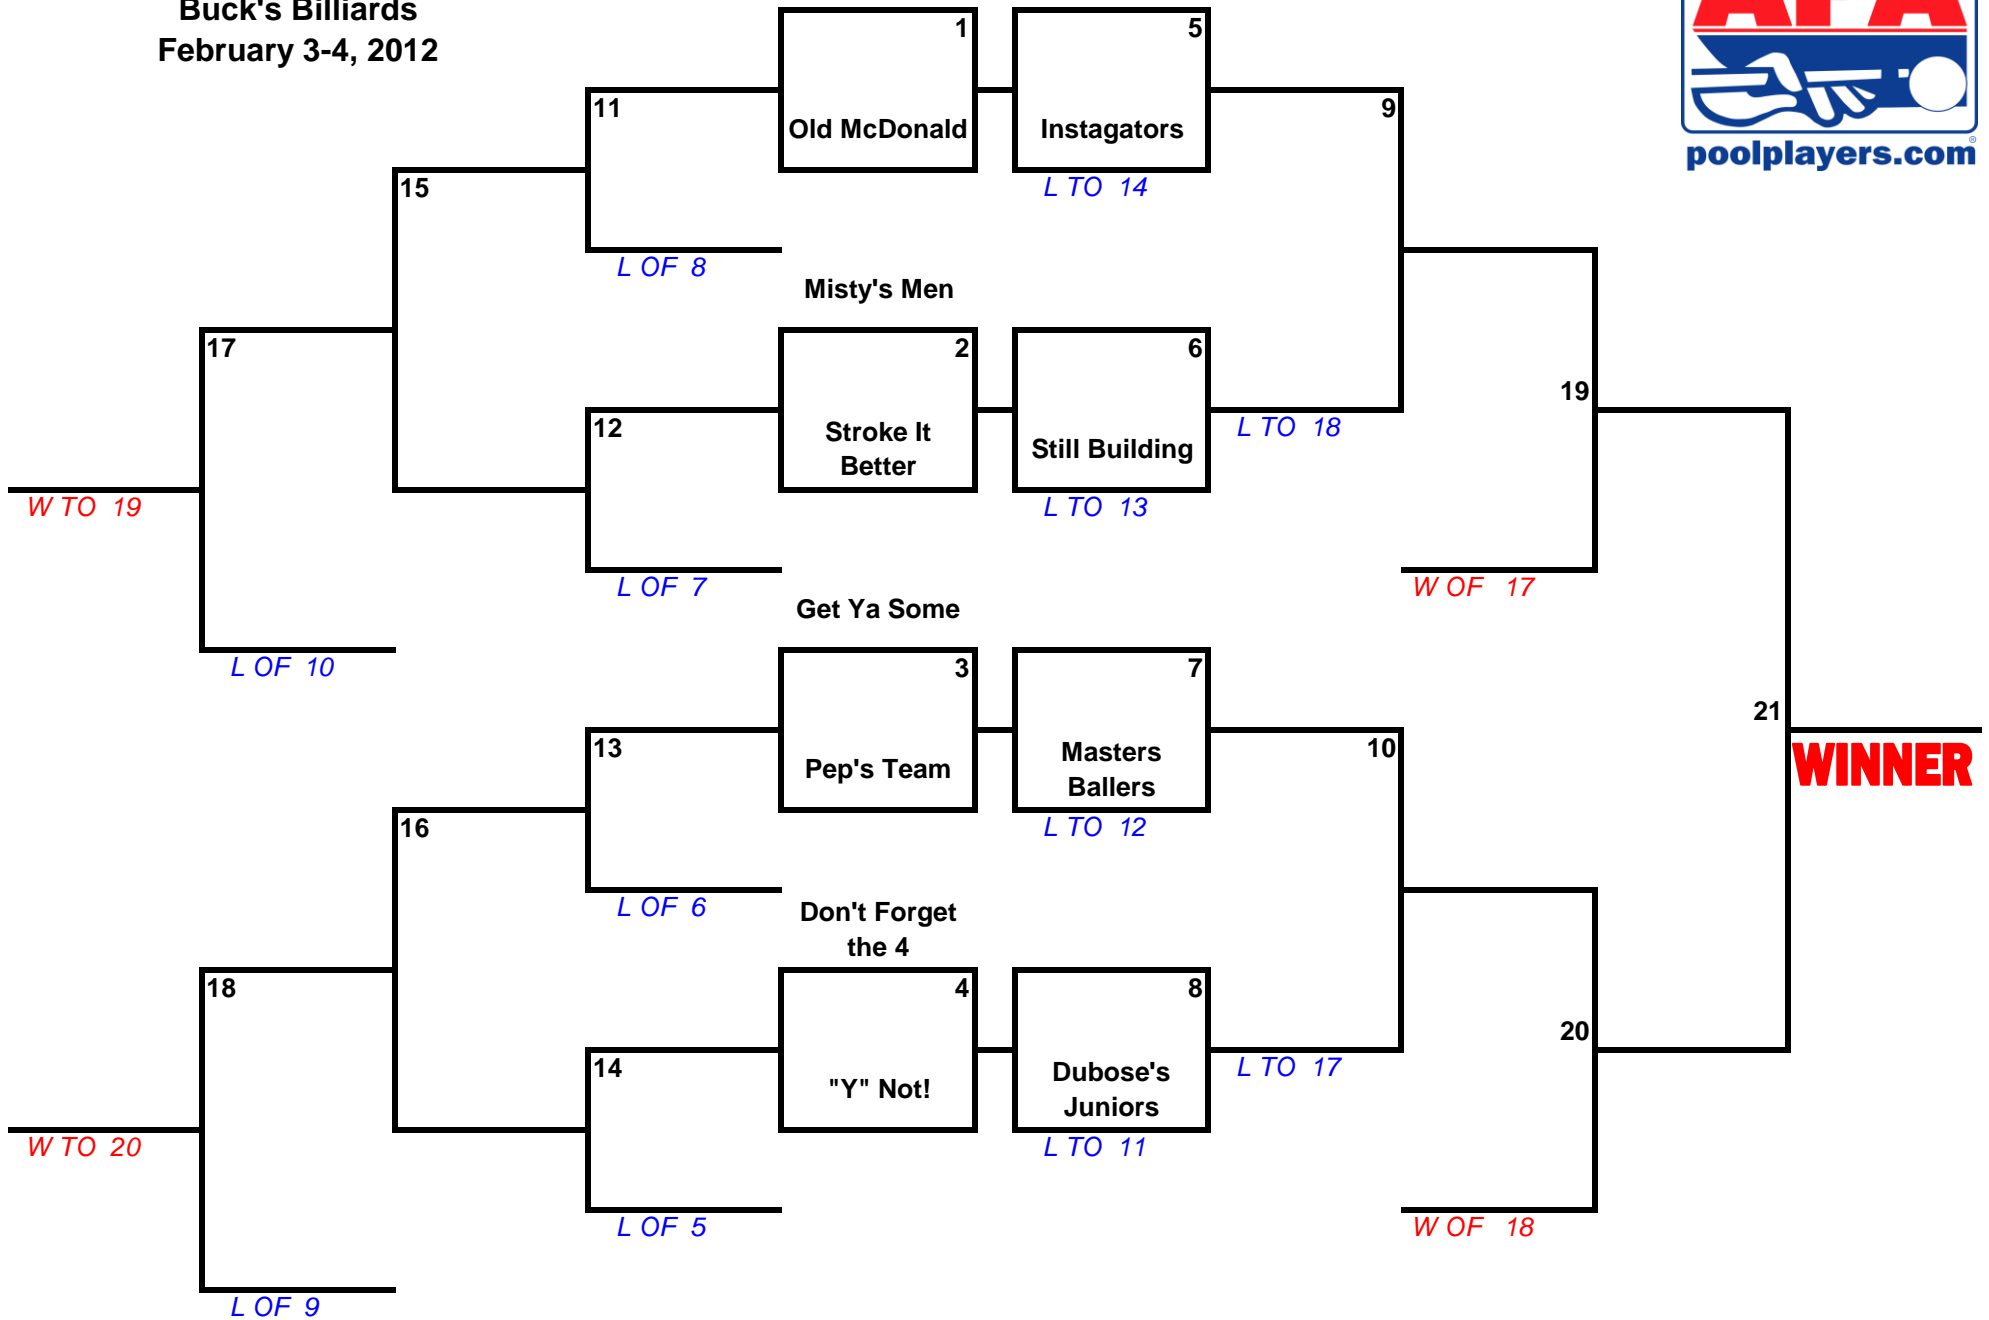 Buck's Billiards
February 3-4, 2012
APA
poolplayers.com
®
1
5
11
Old McDonald
Instagators
9
15
L TO 14
L OF 8
Misty's Men
17
2
6
19
12
Stroke It
Better
Still Building
L TO 18
W TO 19
L TO 13
L OF 7
W OF 17
Get Ya Some
L OF 10
3
7
21
13
Pep's Team
Masters
Ballers
10
WINNER
16
L TO 12
L OF 6
Don't Forget
the 4
18
4
8
20
14
"Y" Not!
Dubose's
Juniors
L TO 17
W TO 20
L TO 11
L OF 5
W OF 18
L OF 9